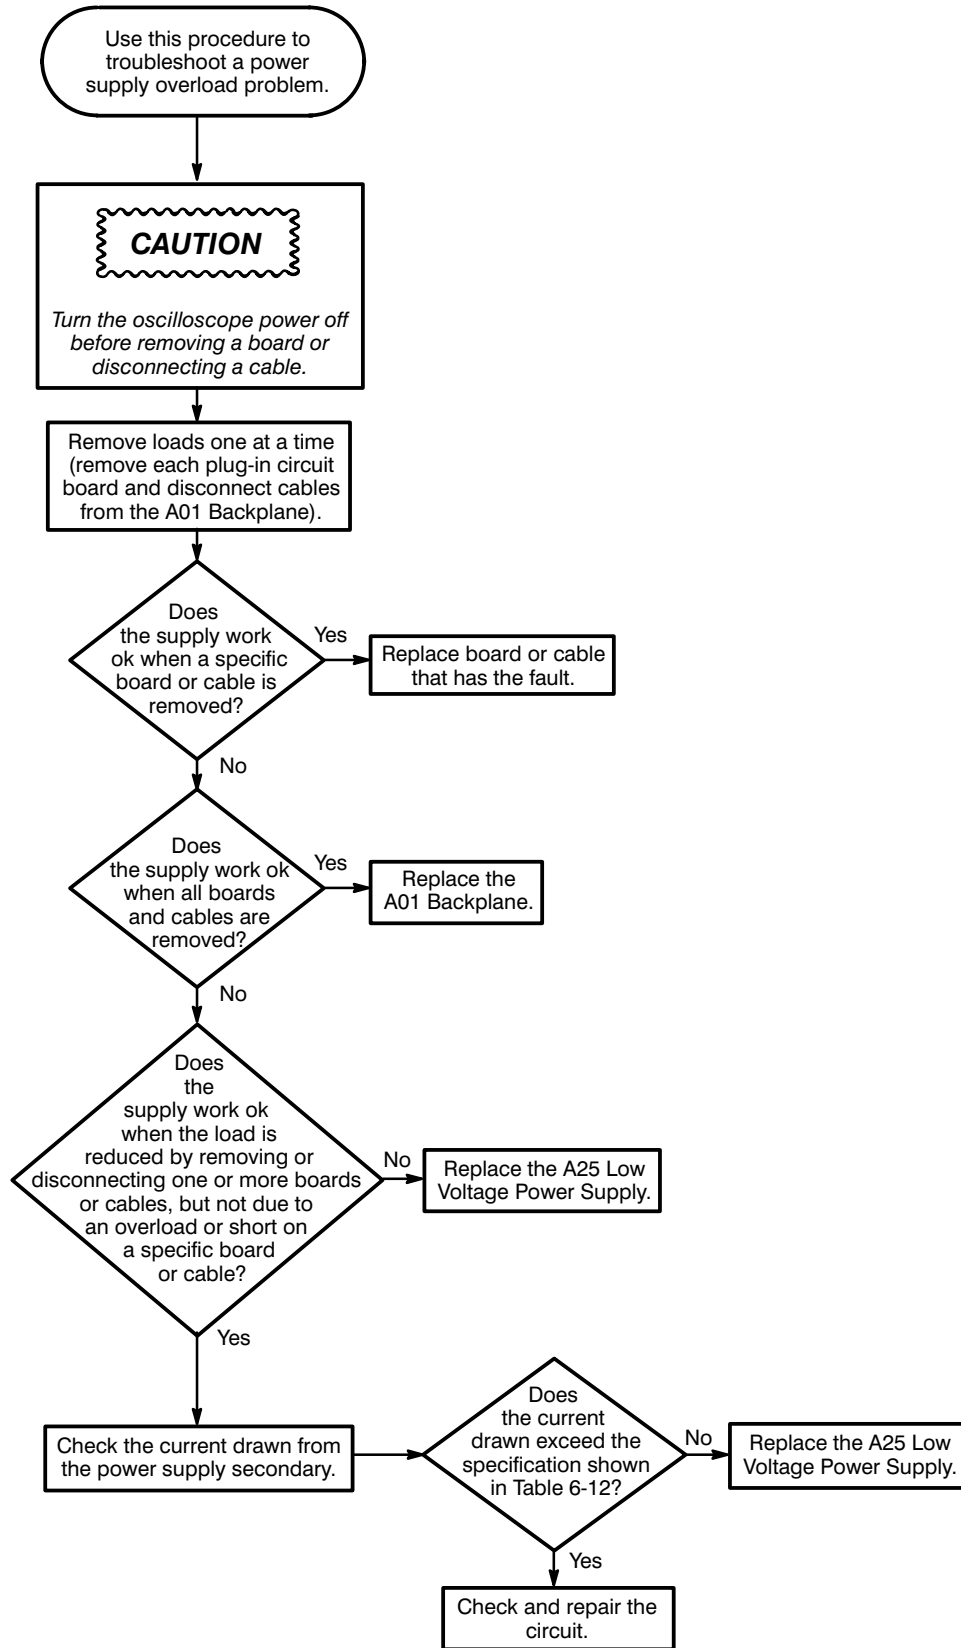 Use this procedure to
troubleshoot a power
supply overload problem.
CAUTION
Turn the oscilloscope power off
before removing a board or
disconnecting a cable.
Remove loads one at a time
(remove each plug-in circuit
board and disconnect cables
from the A01 Backplane).
Does
the supply work
ok when a specific
board or cable is
removed?
Yes
Replace board or cable
that has the fault.
No
Does
the supply work ok
when all boards
and cables are
removed?
Yes
Replace the
A01 Backplane.
No
Does
the
supply work ok
when the load is
reduced by removing or
disconnecting one or more boards
or cables, but not due to
an overload or short on
a specific board
or cable?
No
Replace the A25 Low
Voltage Power Supply.
Yes
Check the current drawn from
the power supply secondary.
Does
the current
drawn exceed the
specification shown
in Table 6-12?
No
Replace the A25 Low
Voltage Power Supply.
Yes
Check and repair the
circuit.